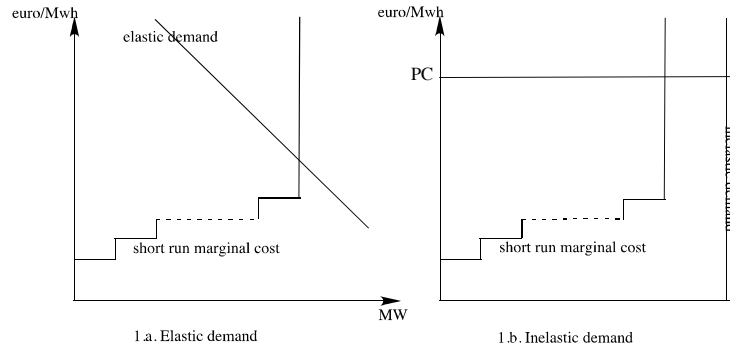 euro/Mwh
elastic demand
short run marginal cost
MW
1.a. Elastic demand
euro/Mwh
PC
short run marginal cost
1.b. Inelastic demand